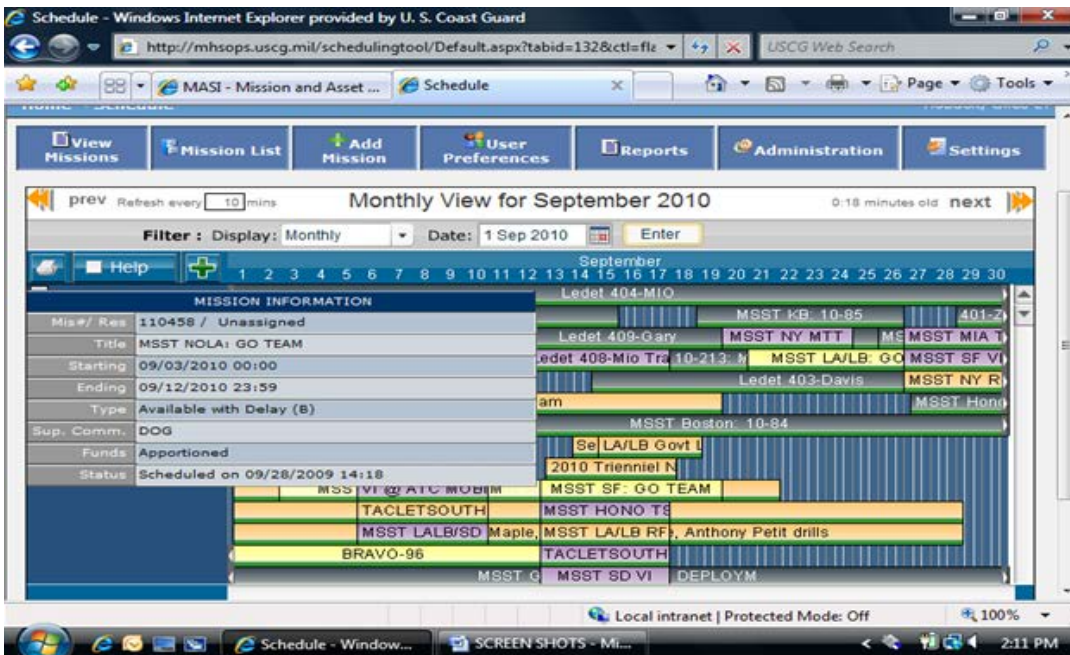 Schedule - Windows Internet Explorer provided by U. S. Coast Guard
http://mhsops.uscg.mil/schedulingtool/Default.aspx?tabid=132&ctl=fla
USCG Web Search
MASI - Mission and Asset ...
Schedule
Page
Tools
View Missions
Mission List
Add Mission
User Preferences
Reports
Administration
Settings
prev Refresh every 10 mins
Monthly View for September 2010
0:18 minutes old next
Filter : Display: Monthly Date: 1 Sep 2010 Enter
Help
September
1 2 3 4 5 6 7 8 9 10 11 12 13 14 15 16 17 18 19 20 21 22 23 24 25 26 27 28 29 30
MISSION INFORMATION
Mis#/ Res 110458 / Unassigned
Title MSST NOLA: GO TEAM
Starting 09/03/2010 00:00
Ending 09/12/2010 23:59
Type Available with Delay (B)
Sup. Comm. DOG
Funds Apportioned
Status Scheduled on 09/28/2009 14:18
Ledet 404-MIO
MSST KB: 10-85 401-Z
Ledet 409-Gary MSST NY MTT MS MSST MIA T
edet 408-Mio Tra 10-213: M MSST LA/LB: GO MSST SF VI
Ledet 403-Davis MSST NY R
am MSST Hono
MSST Boston: 10-84
Se LA/LB Govt L
2010 Trienniel N
MSS VI @ ATC MOBI M MSST SF: GO TEAM
TACLETSOUTH MSST HONO TS
MSST LALB/SD Maple, MSST LA/LB RF , Anthony Petit drills
BRAVO-96 TACLETSOUTH
MSST G MSST SD VI DEPLOYM
Local intranet | Protected Mode: Off 100%
Schedule - Window...
SCREEN SHOTS - Mi...
2:11 PM